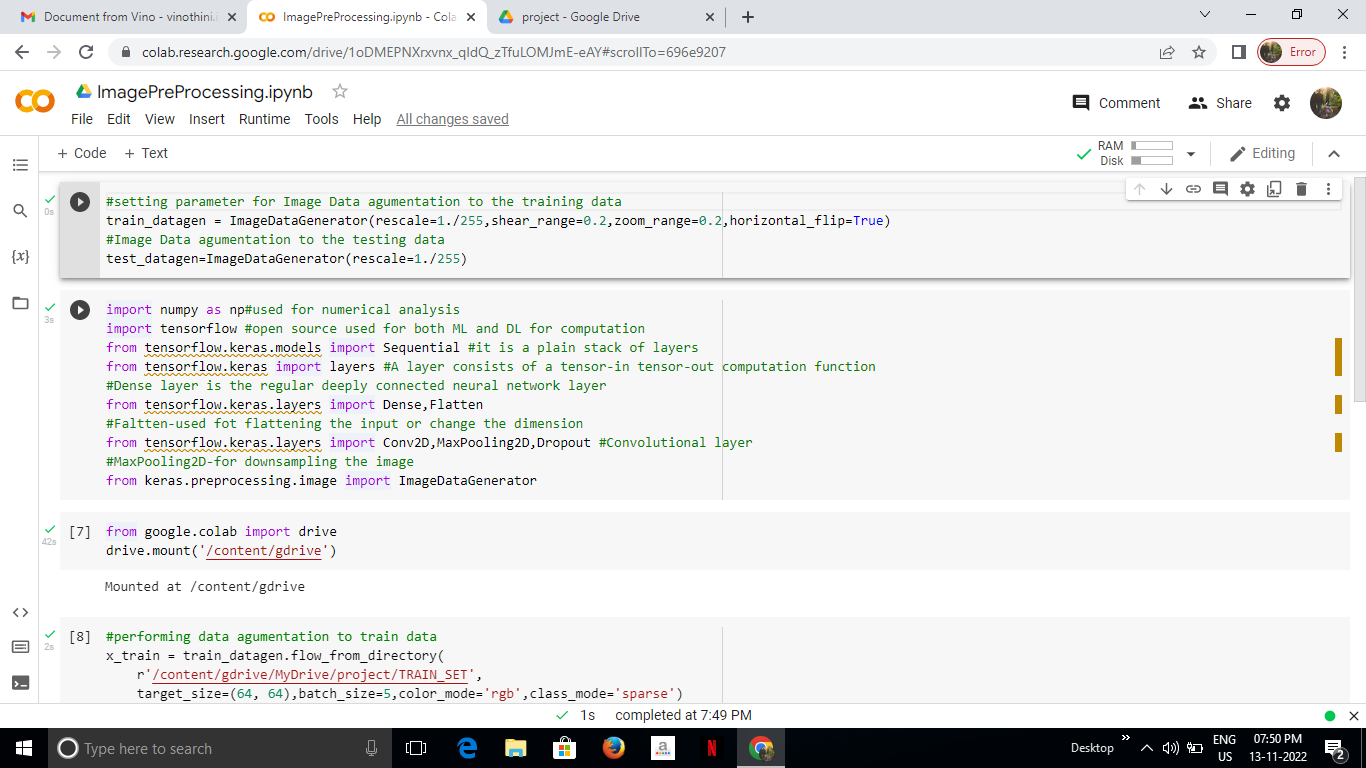 Document from Vino - vinothini.
ImagePreProcessing.ipynb - Cola
project - Google Drive
colab.research.google.com/drive/1oDMEPNXrxvnx_qldQ_zTfuLOMJmE-eAY#scrollTo=696e9207
Error
ImagePreProcessing.ipynb
Comment
Share
File Edit View Insert Runtime Tools Help All changes saved
+ Code + Text
RAM
Disk
Editing
0s
#setting parameter for Image Data agumentation to the training data
train_datagen = ImageDataGenerator(rescale=1./255,shear_range=0.2,zoom_range=0.2,horizontal_flip=True)
#Image Data agumentation to the testing data
test_datagen=ImageDataGenerator(rescale=1./255)
{x}
3s
import numpy as np#used for numerical analysis
import tensorflow #open source used for both ML and DL for computation
from tensorflow.keras.models import Sequential #it is a plain stack of layers
from tensorflow.keras import layers #A layer consists of a tensor-in tensor-out computation function
#Dense layer is the regular deeply connected neural network layer
from tensorflow.keras.layers import Dense,Flatten
#Faltten-used fot flattening the input or change the dimension
from tensorflow.keras.layers import Conv2D,MaxPooling2D,Dropout #Convolutional layer
#MaxPooling2D-for downsampling the image
from keras.preprocessing.image import ImageDataGenerator
42s
[7] from google.colab import drive
drive.mount('/content/gdrive')
Mounted at /content/gdrive
2s
[8] #performing data agumentation to train data
x_train = train_datagen.flow_from_directory(
r'/content/gdrive/MyDrive/project/TRAIN_SET',
target_size=(64, 64),batch_size=5,color_mode='rgb',class_mode='sparse')
1s completed at 7:49 PM
Type here to search
Desktop
ENG
US
07:50 PM
13-11-2022
2